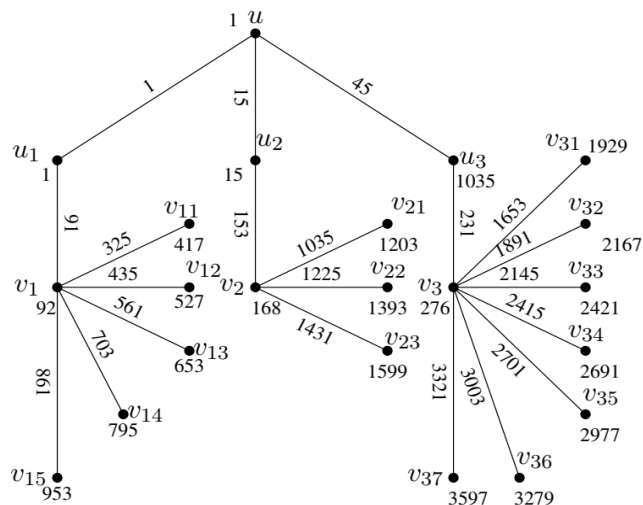 1 u
1 15 45
u₁ 1 u₂ 15 u₃ 1035 v₃₁ 1929
91 153 231 1653
v₁₁ 417 325 v₂₁ 1203 1035 v₃₂ 2167 1891
v₁ 92 435 v₁₂ 527 v₂ 168 1225 v₂₂ 1393 v₃ 276 2145 v₃₃ 2421
561 v₁₃ 653 1431 v₂₃ 1599 2415 v₃₄ 2691
703 v₁₄ 795 2701 v₃₅ 2977
861 v₁₅ 953 3321 v₃₇ 3597 3003 v₃₆ 3279